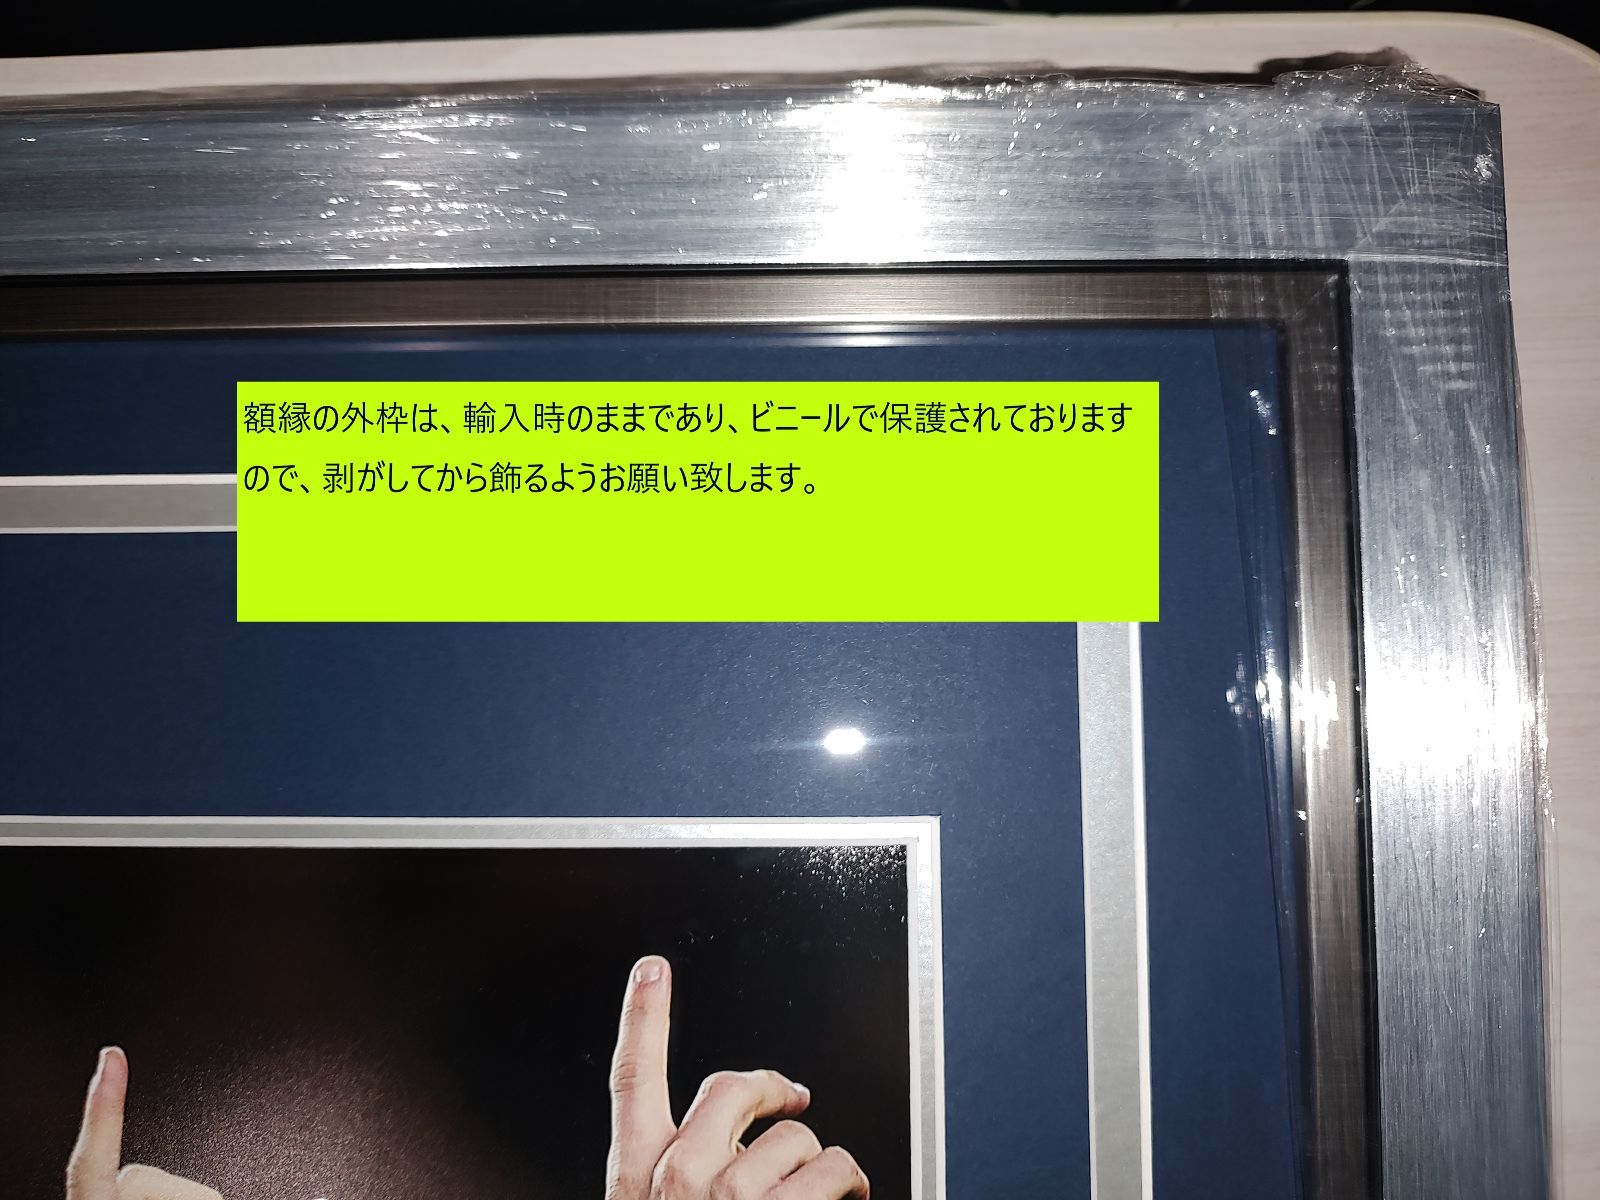 額縁の外枠は、輸入時のままであり、ビニールで保護されております
ので、剥がしてから飾るようお願い致します。